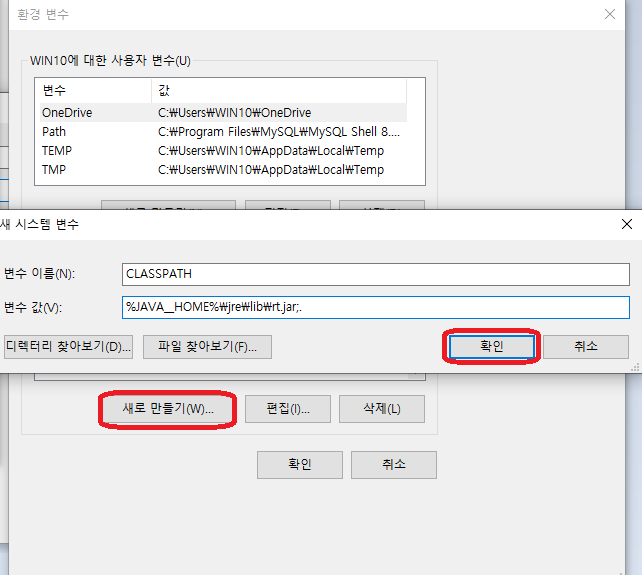 환경 변수
WIN10에 대한 사용자 변수(U)
변수 값
OneDrive C:₩Users₩WIN10₩OneDrive
Path C:₩Program Files₩MySQL₩MySQL Shell 8....
TEMP C:₩Users₩WIN10₩AppData₩Local₩Temp
TMP C:₩Users₩WIN10₩AppData₩Local₩Temp
새 시스템 변수
변수 이름(N): CLASSPATH
변수 값(V): %JAVA__HOME%₩jre₩lib₩rt.jar;.
디렉터리 찾아보기(D)... 파일 찾아보기(F)... 확인 취소
새로 만들기(W)... 편집(I)... 삭제(L)
확인 취소